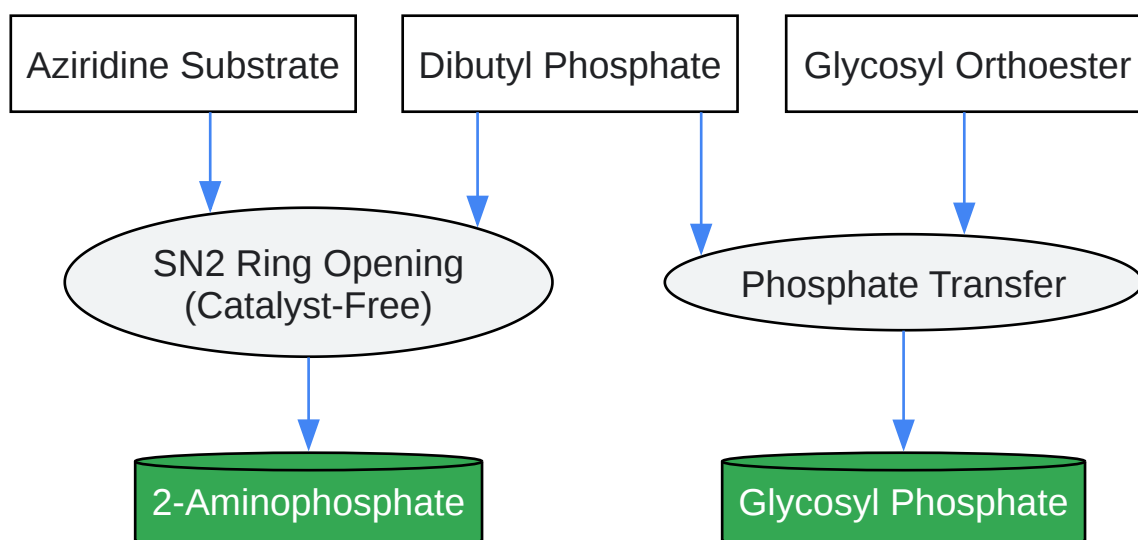 Aziridine Substrate
Dibutyl Phosphate
Glycosyl Orthoester
SN2 Ring Opening
(Catalyst-Free)
Phosphate Transfer
2-Aminophosphate
Glycosyl Phosphate